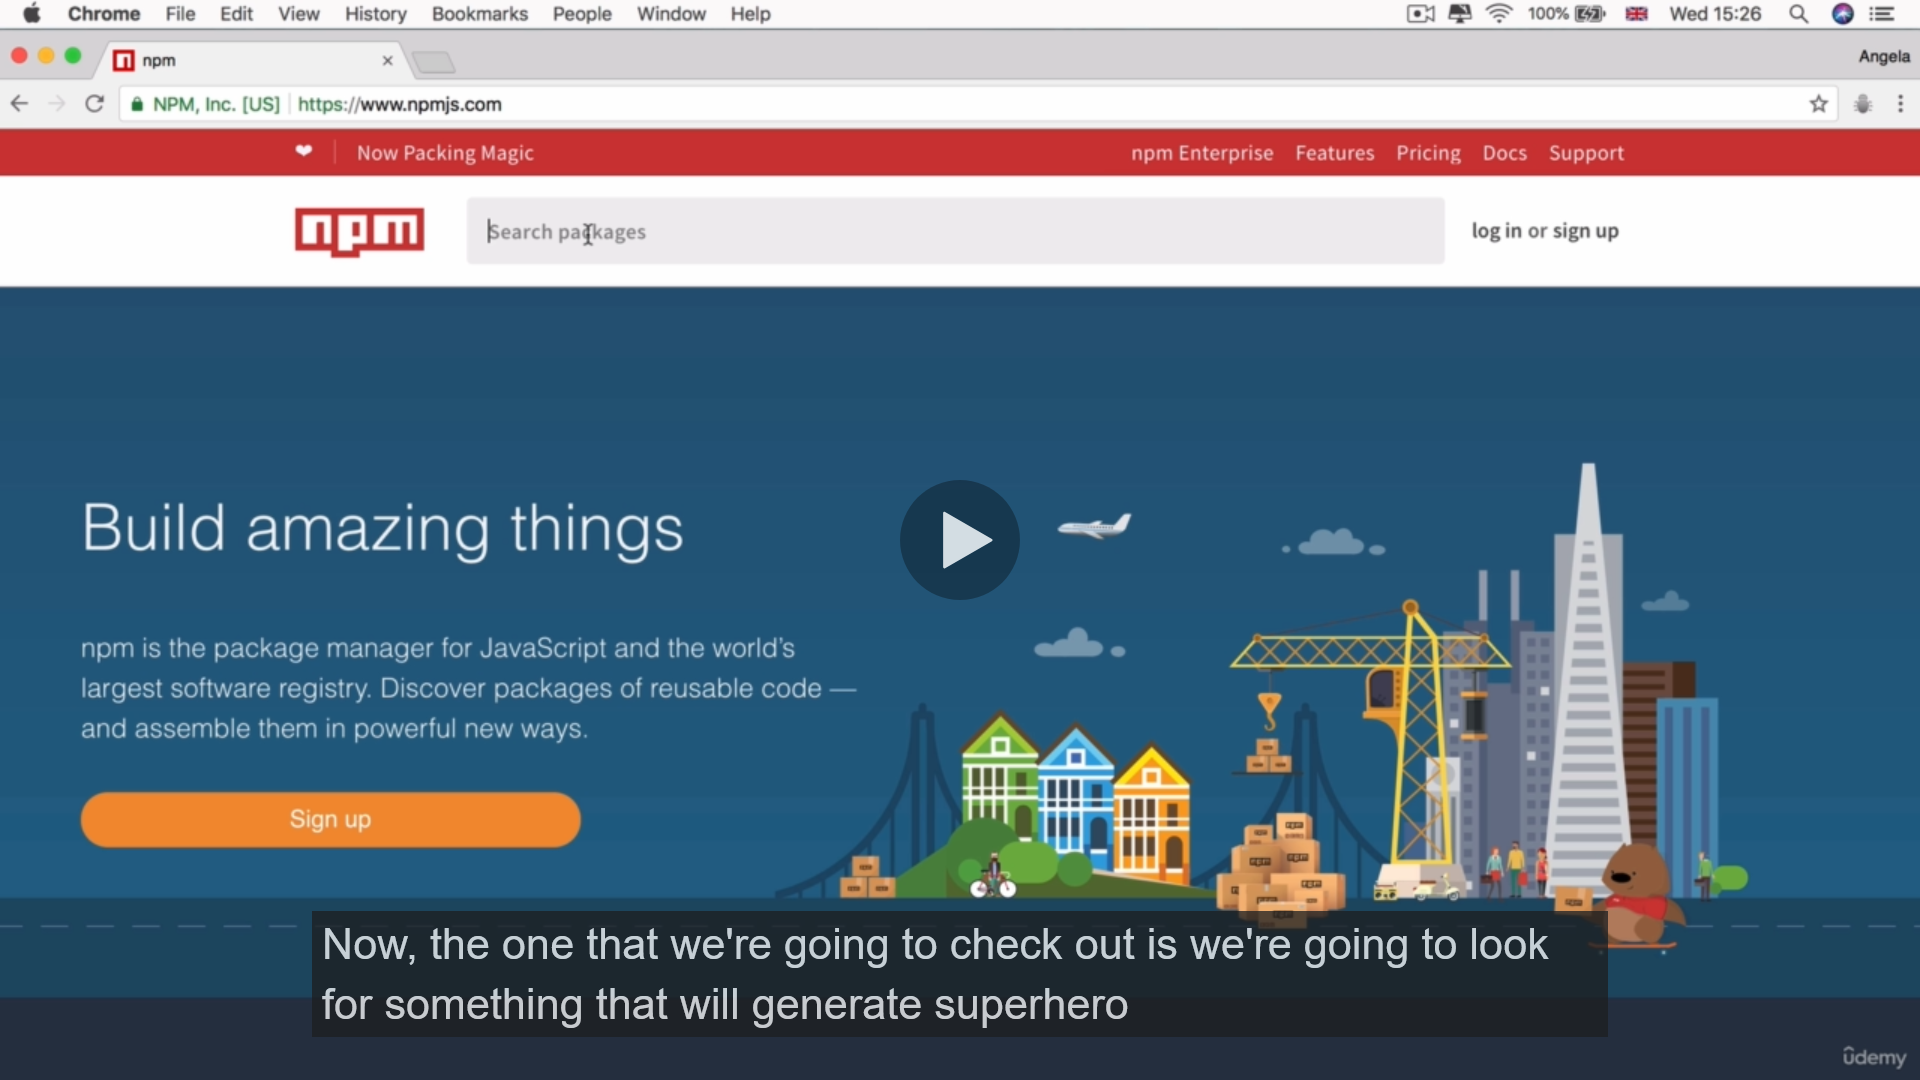 Chrome File Edit View History Bookmarks People Window Help 100% Wed 15:26
npm Angela
NPM, Inc. [US] https://www.npmjs.com
❤ Now Packing Magic npm Enterprise Features Pricing Docs Support
npm Search packages log in or sign up
Build amazing things
npm is the package manager for JavaScript and the world's
largest software registry. Discover packages of reusable code —
and assemble them in powerful new ways.
Sign up
Now, the one that we're going to check out is we're going to look
for something that will generate superhero
ûdemy